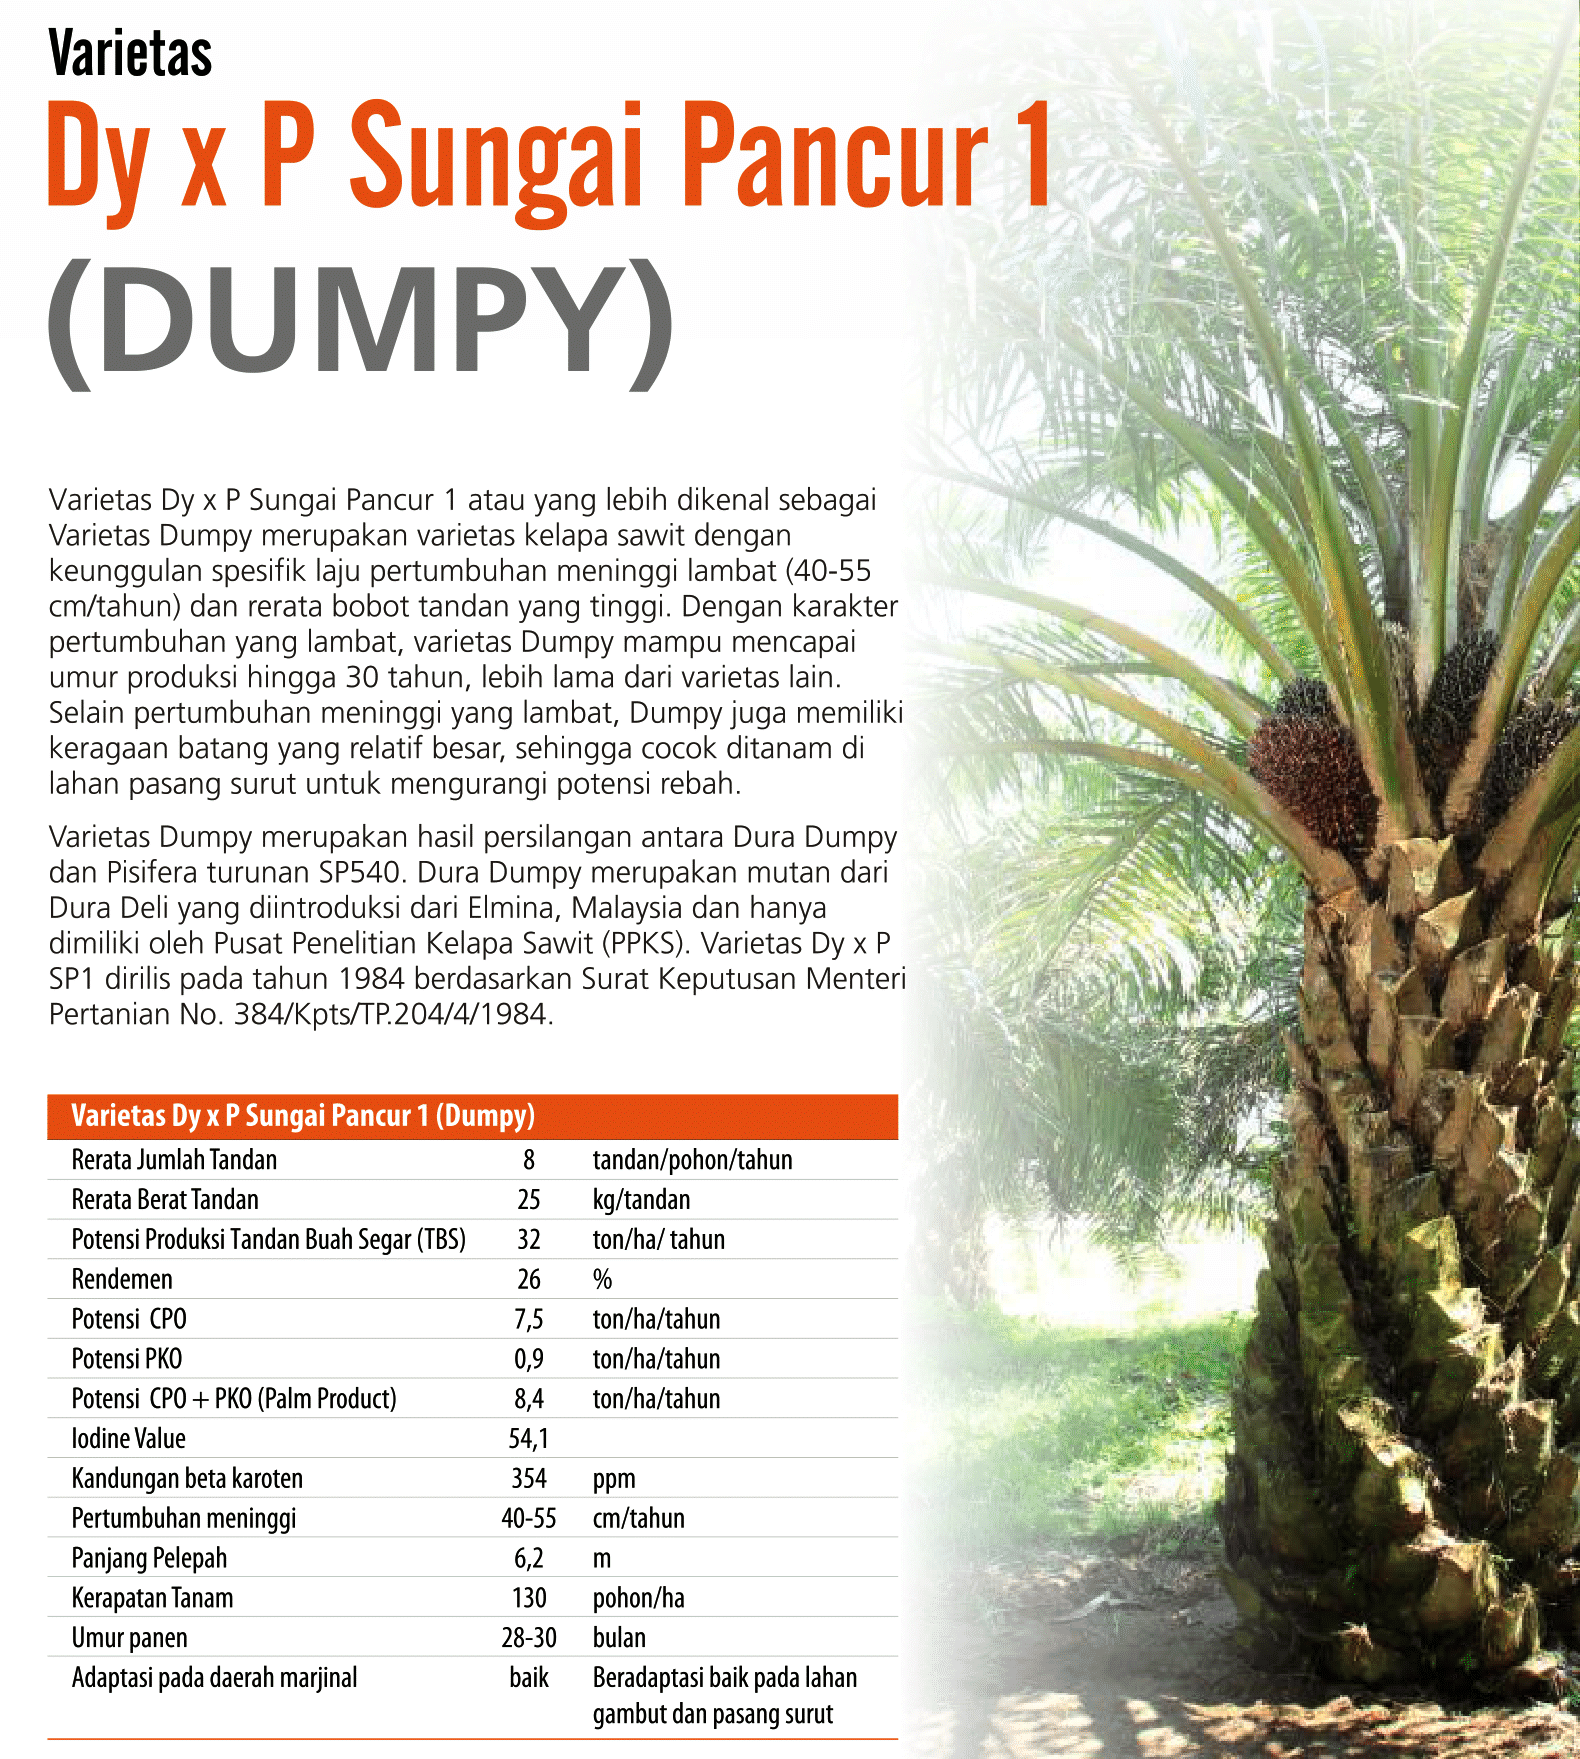 Varietas
Dy x P Sungai Pancur 1
(DUMPY)
Varietas Dy x P Sungai Pancur 1 atau yang lebih dikenal sebagai
Varietas Dumpy merupakan varietas kelapa sawit dengan
keunggulan spesifik laju pertumbuhan meninggi lambat (40-55
cm/tahun) dan rerata bobot tandan yang tinggi. Dengan karakter
pertumbuhan yang lambat, varietas Dumpy mampu mencapai
umur produksi hingga 30 tahun, lebih lama dari varietas lain.
Selain pertumbuhan meninggi yang lambat, Dumpy juga memiliki
keragaan batang yang relatif besar, sehingga cocok ditanam di
lahan pasang surut untuk mengurangi potensi rebah.
Varietas Dumpy merupakan hasil persilangan antara Dura Dumpy
dan Pisifera turunan SP540. Dura Dumpy merupakan mutan dari
Dura Deli yang diintroduksi dari Elmina, Malaysia dan hanya
dimiliki oleh Pusat Penelitian Kelapa Sawit (PPKS). Varietas Dy x P
SP1 dirilis pada tahun 1984 berdasarkan Surat Keputusan Menteri
Pertanian No. 384/Kpts/TP.204/4/1984.
Varietas Dy x P Sungai Pancur 1 (Dumpy)
Rerata Jumlah Tandan 8 tandan/pohon/tahun
Rerata Berat Tandan 25 kg/tandan
Potensi Produksi Tandan Buah Segar (TBS) 32 ton/ha/ tahun
Rendemen 26 %
Potensi CPO 7,5 ton/ha/tahun
Potensi PKO 0,9 ton/ha/tahun
Potensi CPO + PKO (Palm Product) 8,4 ton/ha/tahun
Iodine Value 54,1
Kandungan beta karoten 354 ppm
Pertumbuhan meninggi 40-55 cm/tahun
Panjang Pelepah 6,2 m
Kerapatan Tanam 130 pohon/ha
Umur panen 28-30 bulan
Adaptasi pada daerah marjinal baik Beradaptasi baik pada lahan
gambut dan pasang surut